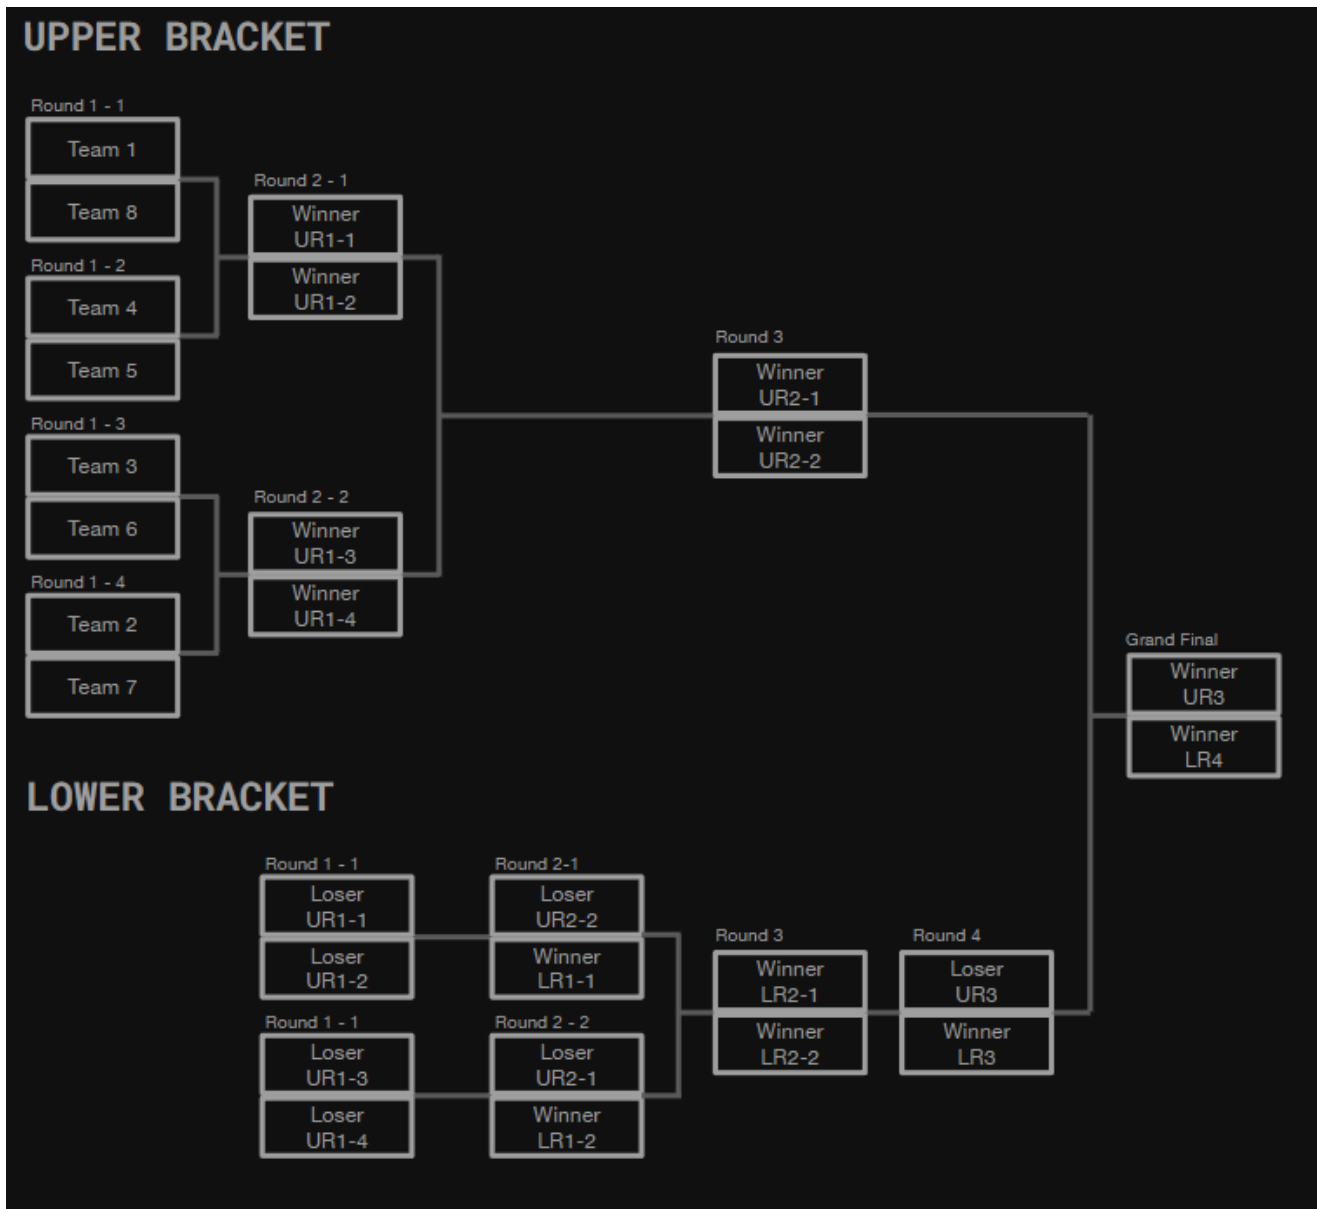 UPPER BRACKET
Round 1 - 1
Team 1
Team 8
Round 1 - 2
Team 4
Team 5
Round 1 - 3
Team 3
Team 6
Round 1 - 4
Team 2
Team 7
Round 2 - 1
Winner
UR1-1
Winner
UR1-2
Round 2 - 2
Winner
UR1-3
Winner
UR1-4
Round 3
Winner
UR2-1
Winner
UR2-2
Grand Final
Winner
UR3
Winner
LR4
LOWER BRACKET
Round 1 - 1
Loser
UR1-1
Loser
UR1-2
Round 1 - 1
Loser
UR1-3
Loser
UR1-4
Round 2-1
Loser
UR2-2
Winner
LR1-1
Round 2 - 2
Loser
UR2-1
Winner
LR1-2
Round 3
Winner
LR2-1
Winner
LR2-2
Round 4
Loser
UR3
Winner
LR3